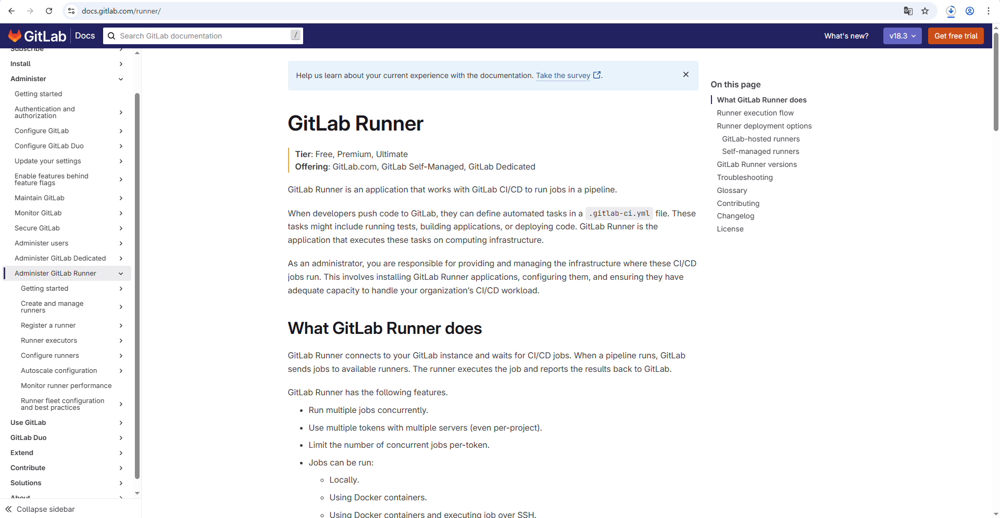 docs.gitlab.com/runner/
GitLab Docs
Search GitLab documentation /
What's new?
v18.3
Get free trial
Subscribe
Install
Administer
Getting started
Authentication and
authorization
Configure GitLab
Configure GitLab Duo
Update your settings
Enable features behind
feature flags
Maintain GitLab
Monitor GitLab
Secure GitLab
Administer users
Administer GitLab Dedicated
Administer GitLab Runner
Getting started
Create and manage
runners
Register a runner
Runner executors
Configure runners
Autoscale configuration
Monitor runner performance
Runner fleet configuration
and best practices
Use GitLab
GitLab Duo
Extend
Contribute
Solutions
About
Collapse sidebar
Help us learn about your current experience with the documentation. Take the survey.
GitLab Runner
Tier: Free, Premium, Ultimate
Offering: GitLab.com, GitLab Self-Managed, GitLab Dedicated
GitLab Runner is an application that works with GitLab CI/CD to run jobs in a pipeline.
When developers push code to GitLab, they can define automated tasks in a .gitlab-ci.yml file. These
tasks might include running tests, building applications, or deploying code. GitLab Runner is the
application that executes these tasks on computing infrastructure.
As an administrator, you are responsible for providing and managing the infrastructure where these CI/CD
jobs run. This involves installing GitLab Runner applications, configuring them, and ensuring they have
adequate capacity to handle your organization’s CI/CD workload.
What GitLab Runner does
GitLab Runner connects to your GitLab instance and waits for CI/CD jobs. When a pipeline runs, GitLab
sends jobs to available runners. The runner executes the job and reports the results back to GitLab.
GitLab Runner has the following features.
• Run multiple jobs concurrently.
• Use multiple tokens with multiple servers (even per-project).
• Limit the number of concurrent jobs per-token.
• Jobs can be run:
◦ Locally.
◦ Using Docker containers.
◦ Using Docker containers and executing job over SSH.
On this page
What GitLab Runner does
Runner execution flow
Runner deployment options
GitLab-hosted runners
Self-managed runners
GitLab Runner versions
Troubleshooting
Glossary
Contributing
Changelog
License